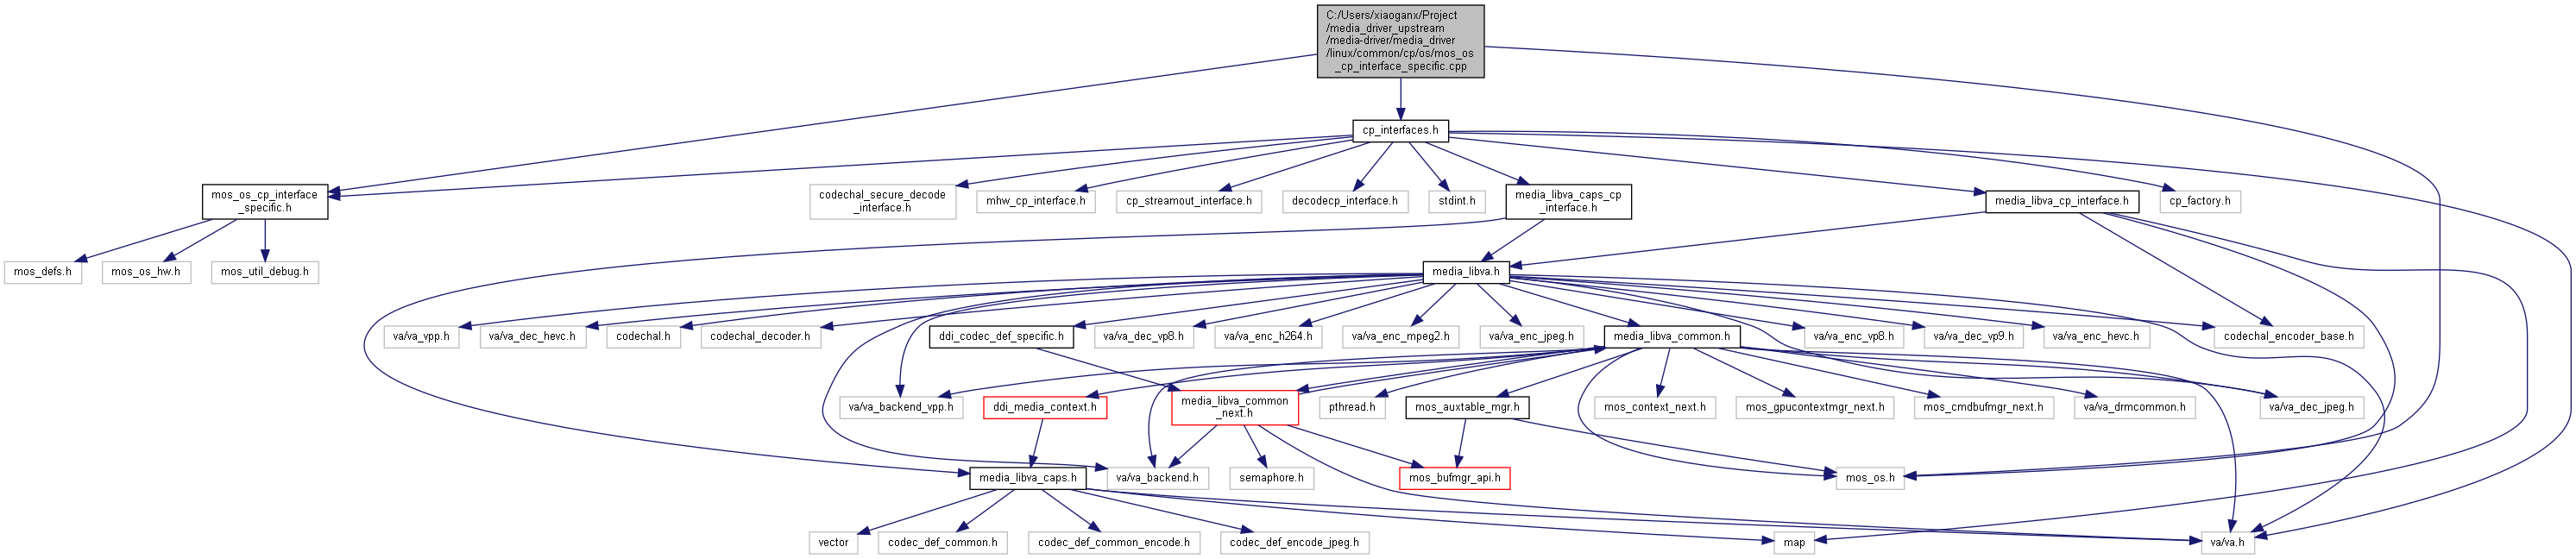 C:/Users/xiaoganx/Project
/media_driver_upstream
/media-driver/media_driver
/linux/common/cp/os/mos_os
_cp_interface_specific.cpp
cp_interfaces.h
mos_os_cp_interface
_specific.h
codechal_secure_decode
_interface.h
mhw_cp_interface.h
cp_streamout_interface.h
decodecp_interface.h
stdint.h
media_libva_caps_cp
_interface.h
media_libva_cp_interface.h
cp_factory.h
mos_defs.h
mos_os_hw.h
mos_util_debug.h
media_libva.h
va/va_vpp.h
va/va_dec_hevc.h
codechal.h
codechal_decoder.h
ddi_codec_def_specific.h
va/va_dec_vp8.h
va/va_enc_h264.h
va/va_enc_mpeg2.h
va/va_enc_jpeg.h
media_libva_common.h
va/va_enc_vp8.h
va/va_dec_vp9.h
va/va_enc_hevc.h
codechal_encoder_base.h
va/va_backend_vpp.h
ddi_media_context.h
media_libva_common
_next.h
pthread.h
mos_auxtable_mgr.h
mos_context_next.h
mos_gpucontextmgr_next.h
mos_cmdbufmgr_next.h
va/va_drmcommon.h
va/va_dec_jpeg.h
media_libva_caps.h
va/va_backend.h
semaphore.h
mos_bufmgr_api.h
mos_os.h
vector
codec_def_common.h
codec_def_common_encode.h
codec_def_encode_jpeg.h
map
va/va.h